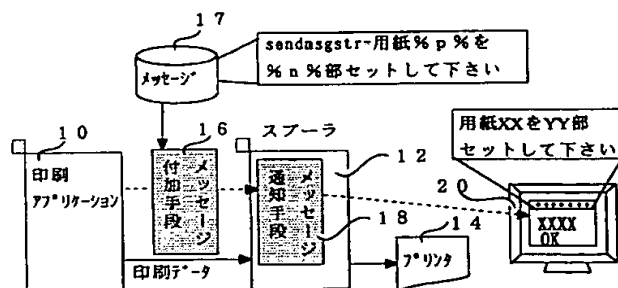 17
sendmsgstr-用紙%p%を
%n%部セットして下さい
メッセージ
10
印刷
アプリケーション
16
メッセージ
付加手段
スプーラ
12
メッセージ
通知手段
18
14
プリンタ
印刷データ
用紙XXをYY部
セットして下さい
20
XXXX
OK